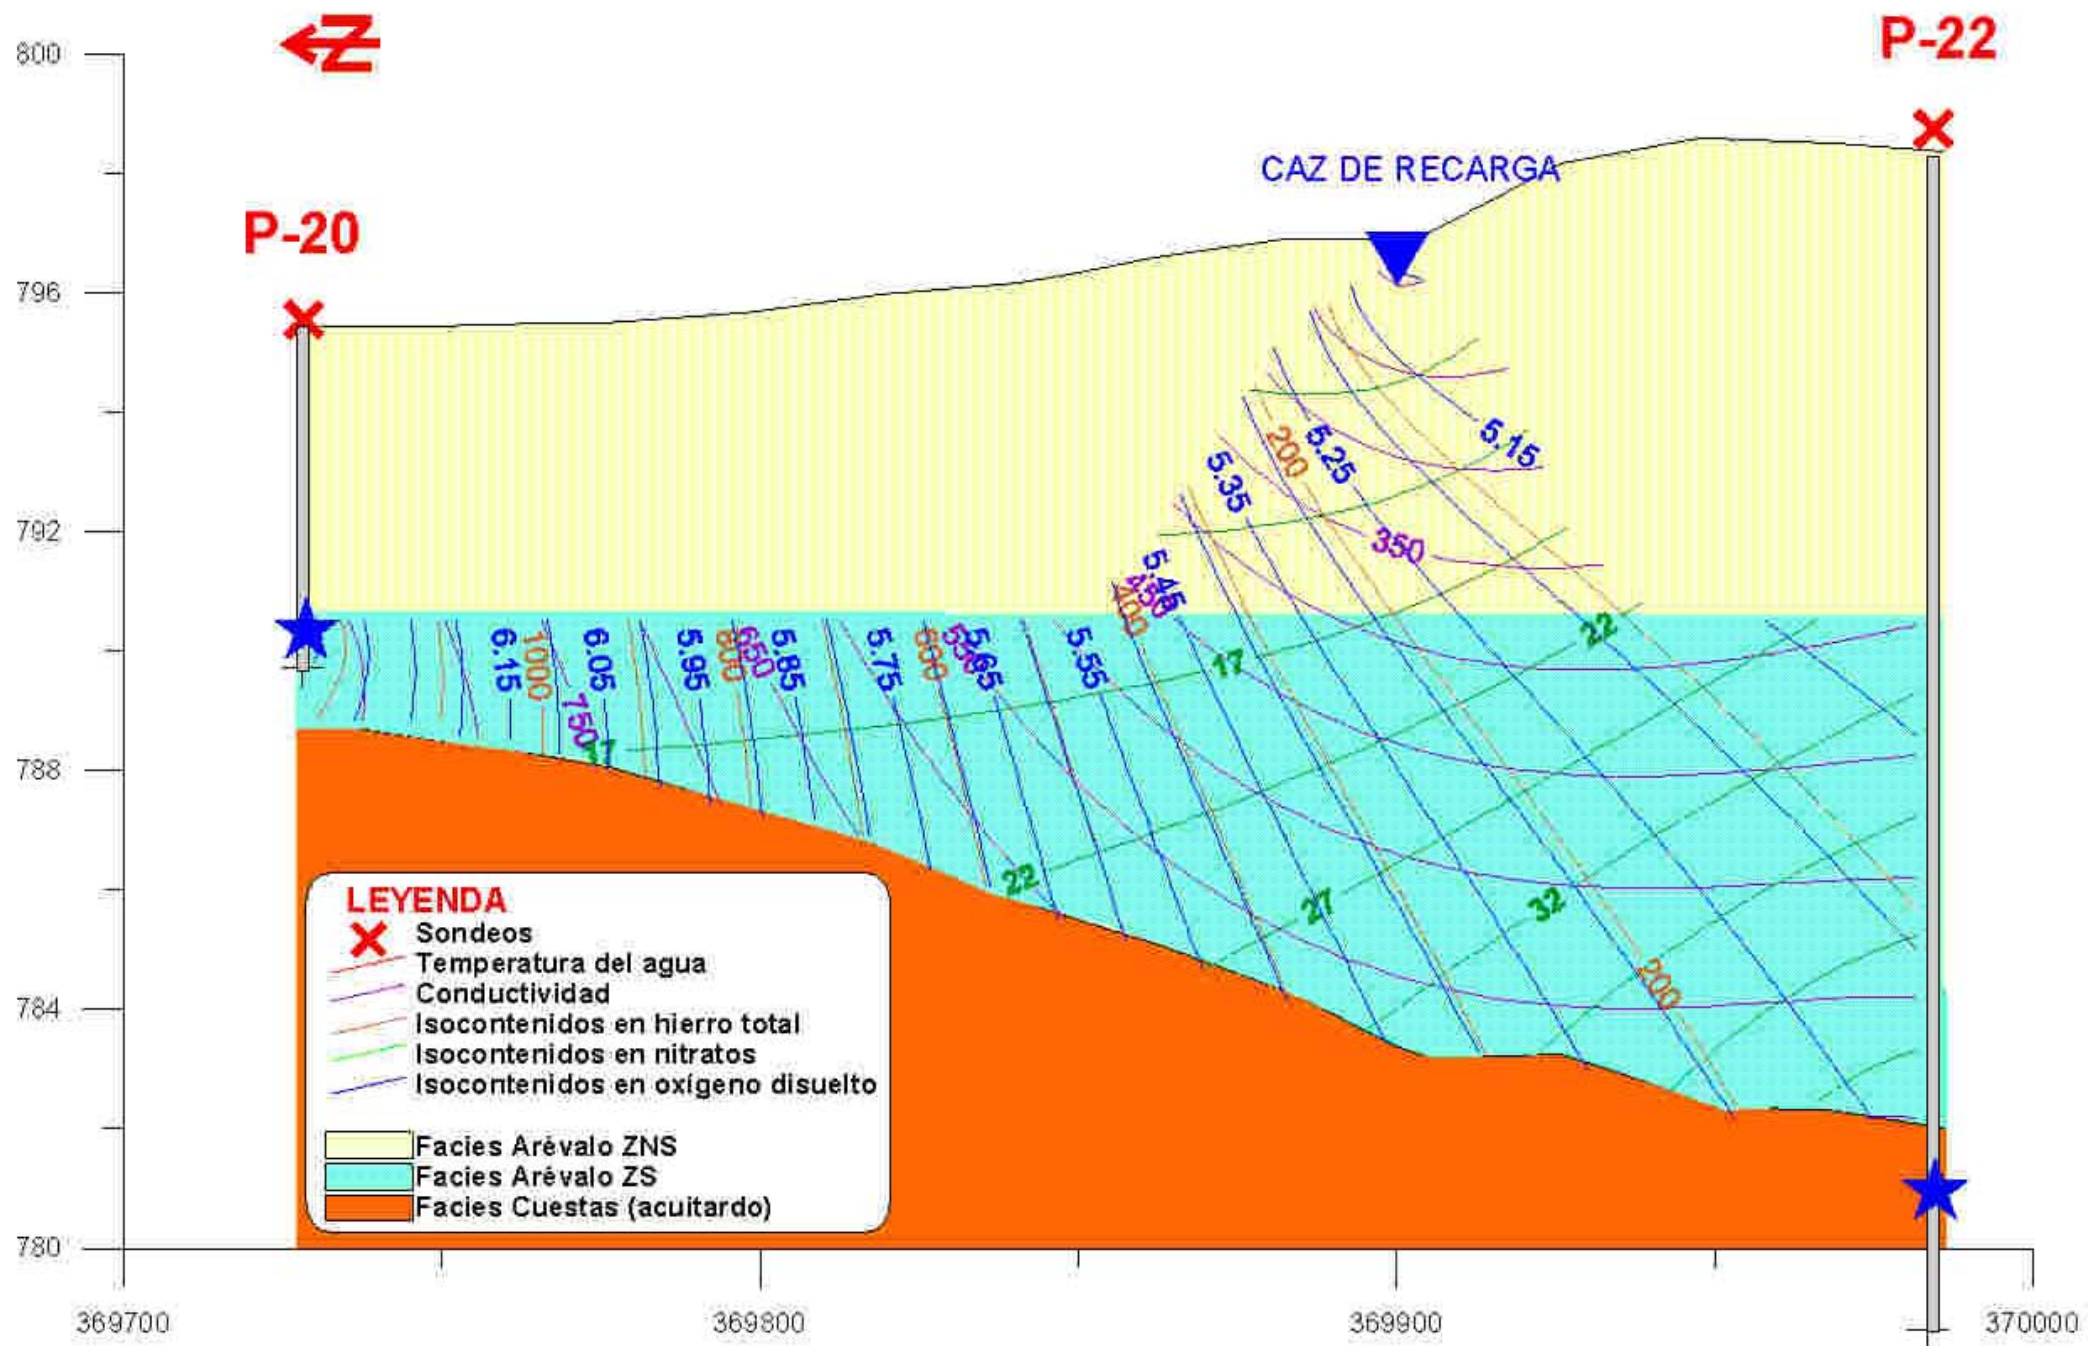 800
796
792
788
784
780
369700
369800
369900
370000
Z
P-20
P-22
CAZ DE RECARGA
5.15
5.25
200
5.35
350
5.45
450
400
22
17
5.55
5.65
550
600
5.75
5.85
650
800
5.95
6.05
1000
6.15
750
17
22
27
32
200
LEYENDA
Sondeos
Temperatura del agua
Conductividad
Isocontenidos en hierro total
Isocontenidos en nitratos
Isocontenidos en oxígeno disuelto
Facies Arévalo ZNS
Facies Arévalo ZS
Facies Cuestas (acuitardo)